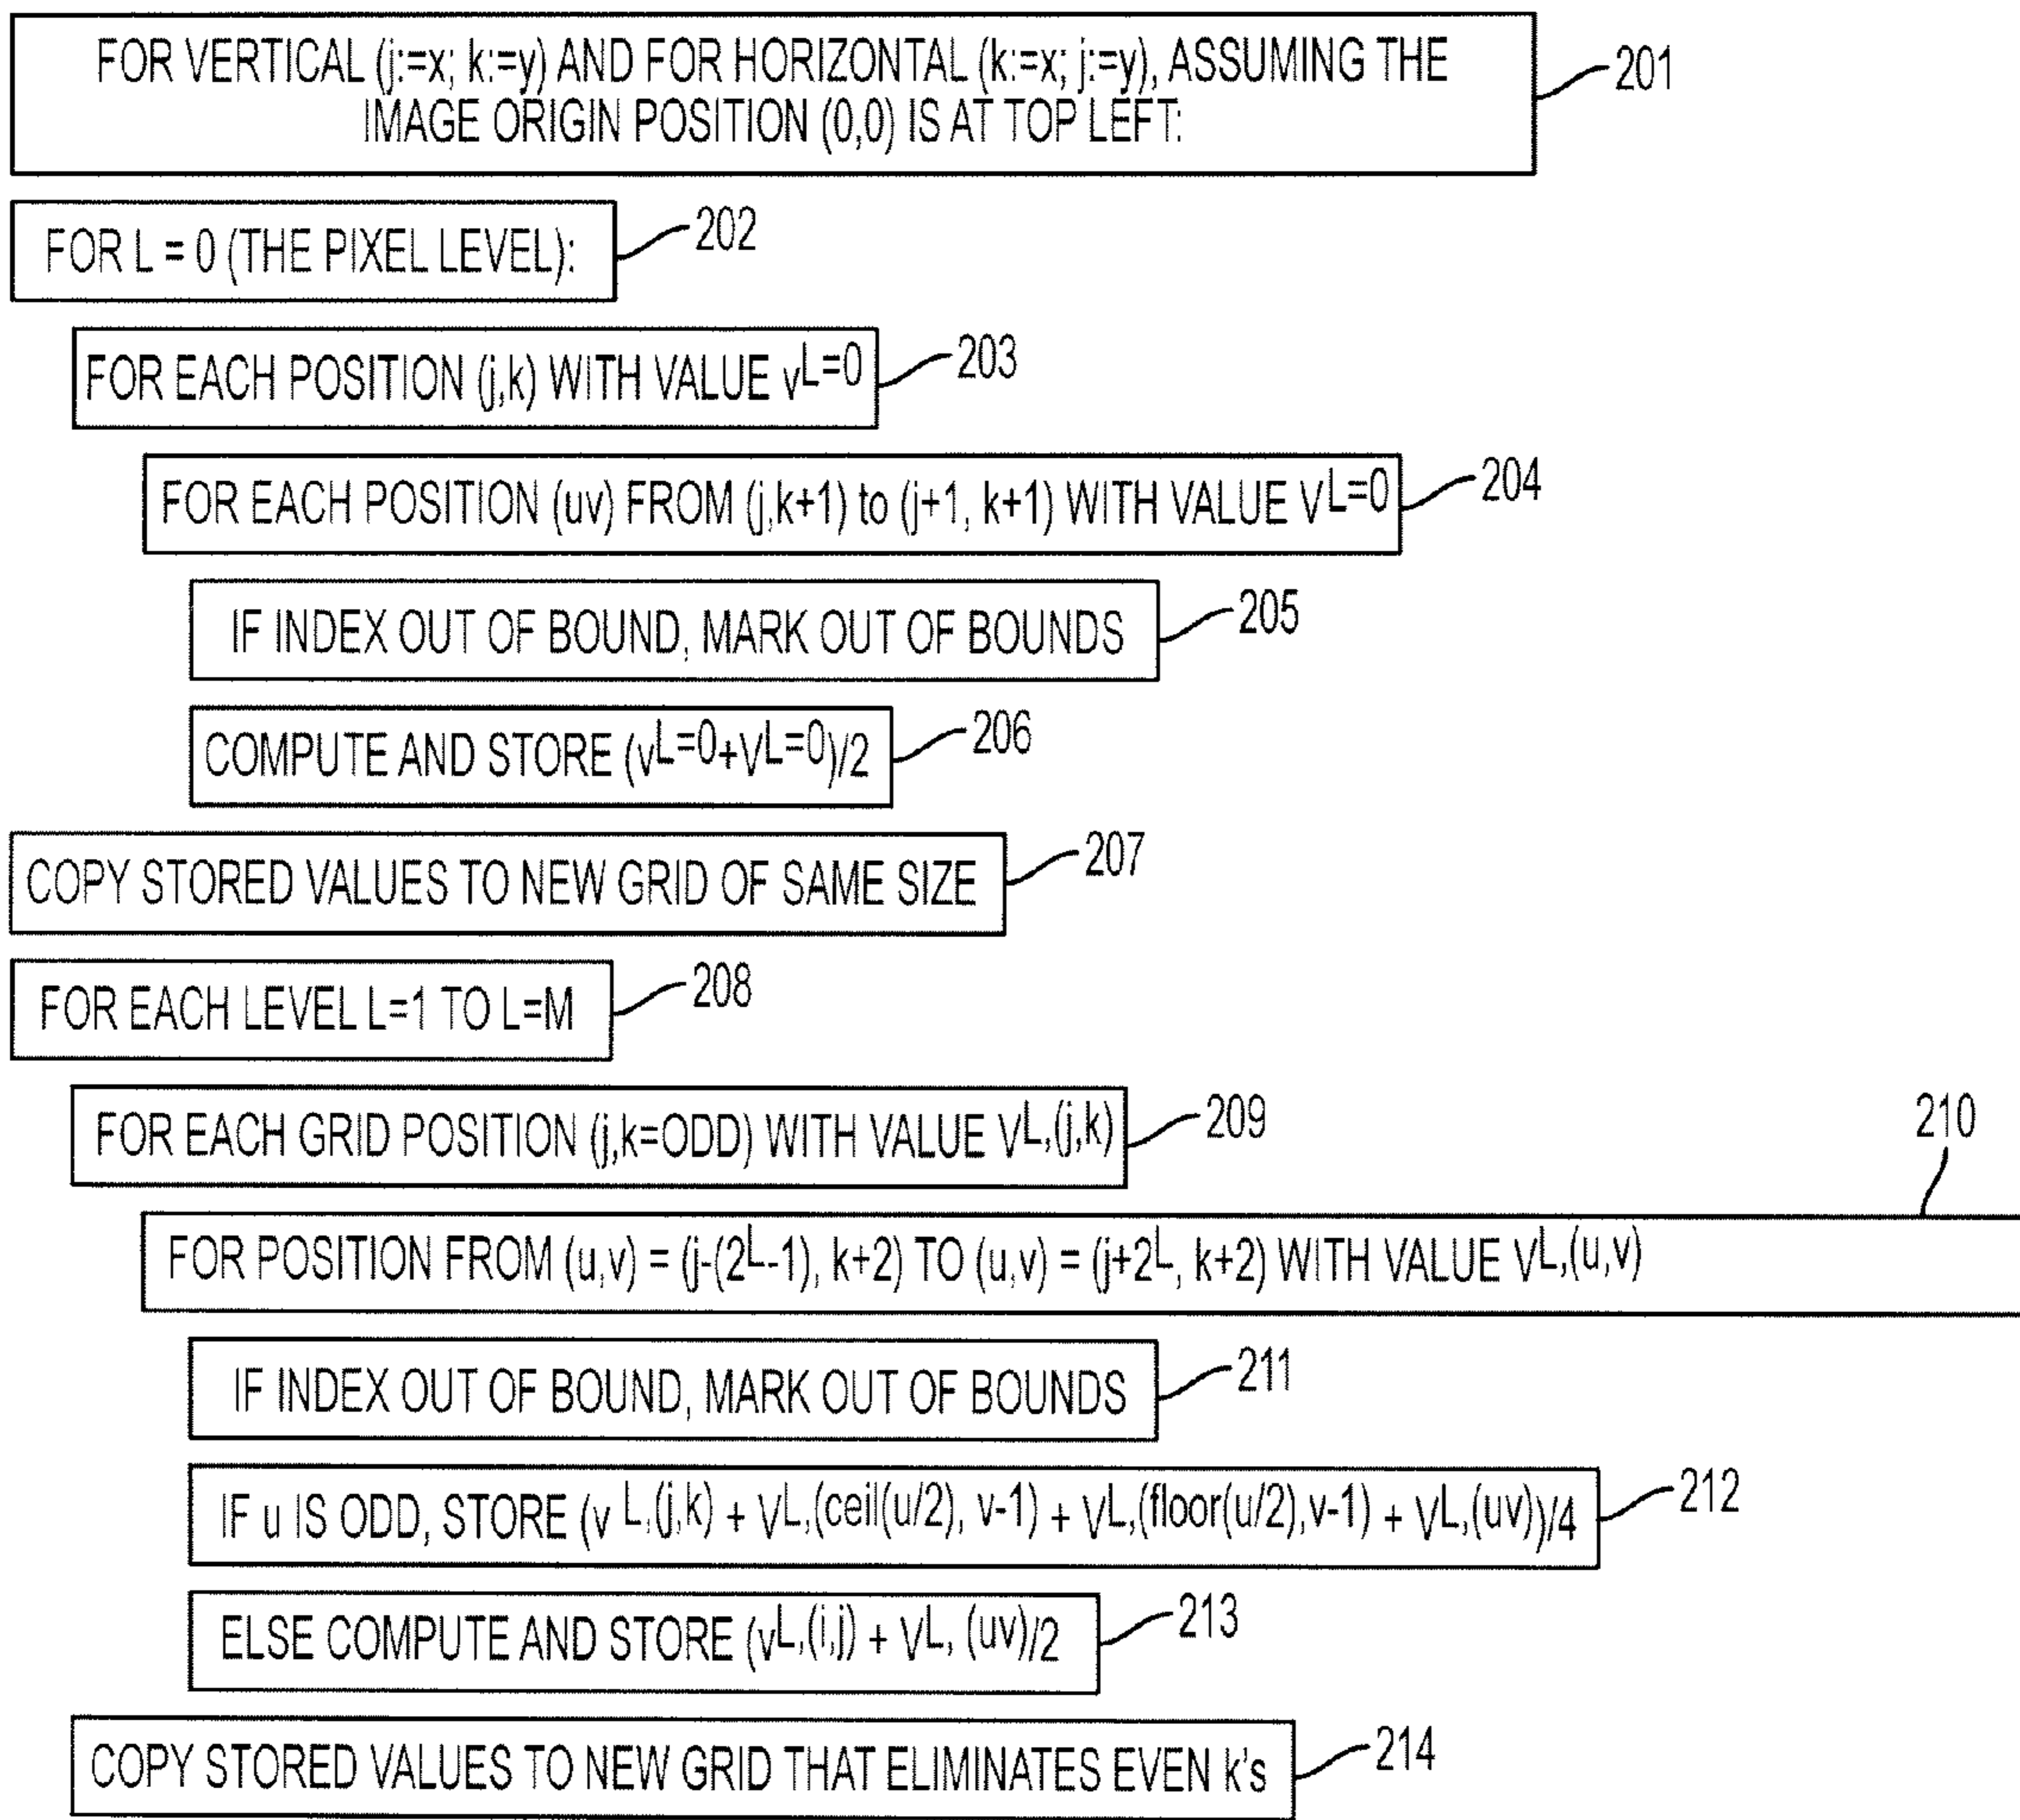 FOR VERTICAL (j:=x; k:=y) AND FOR HORIZONTAL (k:=x; j:=y), ASSUMING THE
IMAGE ORIGIN POSITION (0,0) IS AT TOP LEFT:
201
FOR L = 0 (THE PIXEL LEVEL):
202
FOR EACH POSITION (j,k) WITH VALUE vL=0
203
FOR EACH POSITION (uv) FROM (j,k+1) to (j+1, k+1) WITH VALUE VL=0
204
IF INDEX OUT OF BOUND, MARK OUT OF BOUNDS
205
COMPUTE AND STORE (vL=0+VL=0)/2
206
COPY STORED VALUES TO NEW GRID OF SAME SIZE
207
FOR EACH LEVEL L=1 TO L=M
208
FOR EACH GRID POSITION (j,k=ODD) WITH VALUE VL,(j,k)
209
210
FOR POSITION FROM (u,v) = (j-(2L-1), k+2) TO (u,v) = (j+2L, k+2) WITH VALUE VL,(u,v)
IF INDEX OUT OF BOUND, MARK OUT OF BOUNDS
211
IF u IS ODD, STORE (v L,(j,k) + VL,(ceil(u/2), v-1) + VL,(floor(u/2),v-1) + VL,(uv))/4
212
ELSE COMPUTE AND STORE (vL,(i,j) + VL, (uv)/2
213
COPY STORED VALUES TO NEW GRID THAT ELIMINATES EVEN k's
214